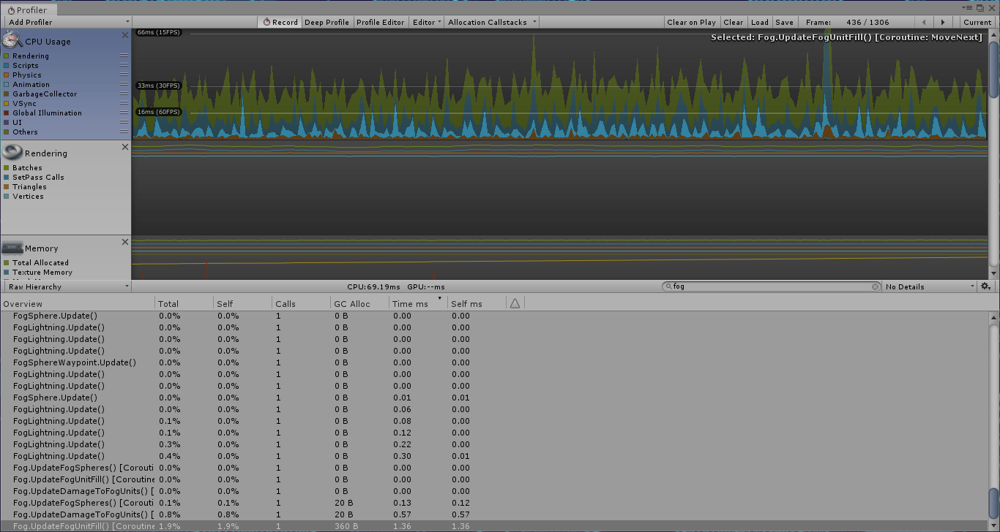 Profiler
Add Profiler Record Deep Profile Profile Editor Editor Allocation Callstacks Clear on Play Clear Load Save Frame: 436 / 1306 Current
CPU Usage
Rendering
Scripts
Physics
Animation
GarbageCollector
VSync
Global Illumination
UI
Others
66ms (15FPS)
33ms (30FPS)
16ms (60FPS)
Selected: Fog.UpdateFogUnitFill() [Coroutine: MoveNext]
Rendering
Batches
SetPass Calls
Triangles
Vertices
Memory
Total Allocated
Texture Memory
Raw Hierarchy CPU:69.19ms GPU:--ms fog No Details
Overview Total Self Calls GC Alloc Time ms Self ms
FogSphere.Update() 0.0% 0.0% 1 0 B 0.00 0.00
FogLightning.Update() 0.0% 0.0% 1 0 B 0.00 0.00
FogLightning.Update() 0.0% 0.0% 1 0 B 0.00 0.00
FogLightning.Update() 0.0% 0.0% 1 0 B 0.00 0.00
FogSphereWaypoint.Update() 0.0% 0.0% 1 0 B 0.00 0.00
FogLightning.Update() 0.0% 0.0% 1 0 B 0.00 0.00
FogLightning.Update() 0.0% 0.0% 1 0 B 0.00 0.00
FogSphere.Update() 0.0% 0.0% 1 0 B 0.01 0.01
FogLightning.Update() 0.0% 0.0% 1 0 B 0.06 0.00
FogLightning.Update() 0.1% 0.0% 1 0 B 0.08 0.00
FogLightning.Update() 0.1% 0.0% 1 0 B 0.12 0.00
FogLightning.Update() 0.3% 0.0% 1 0 B 0.22 0.00
FogLightning.Update() 0.4% 0.0% 1 0 B 0.30 0.01
Fog.UpdateFogSpheres() [Corouti 0.0% 0.0% 1 0 B 0.00 0.00
Fog.UpdateFogUnitFill() [Coroutine 0.0% 0.0% 1 0 B 0.00 0.00
Fog.UpdateDamageToFogUnits() [ 0.0% 0.0% 1 0 B 0.00 0.00
Fog.UpdateFogSpheres() [Corouti 0.1% 0.1% 1 20 B 0.13 0.12
Fog.UpdateDamageToFogUnits() [ 0.8% 0.8% 1 20 B 0.57 0.57
Fog.UpdateFogUnitFill() [Coroutine 1.9% 1.9% 1 360 B 1.36 1.36